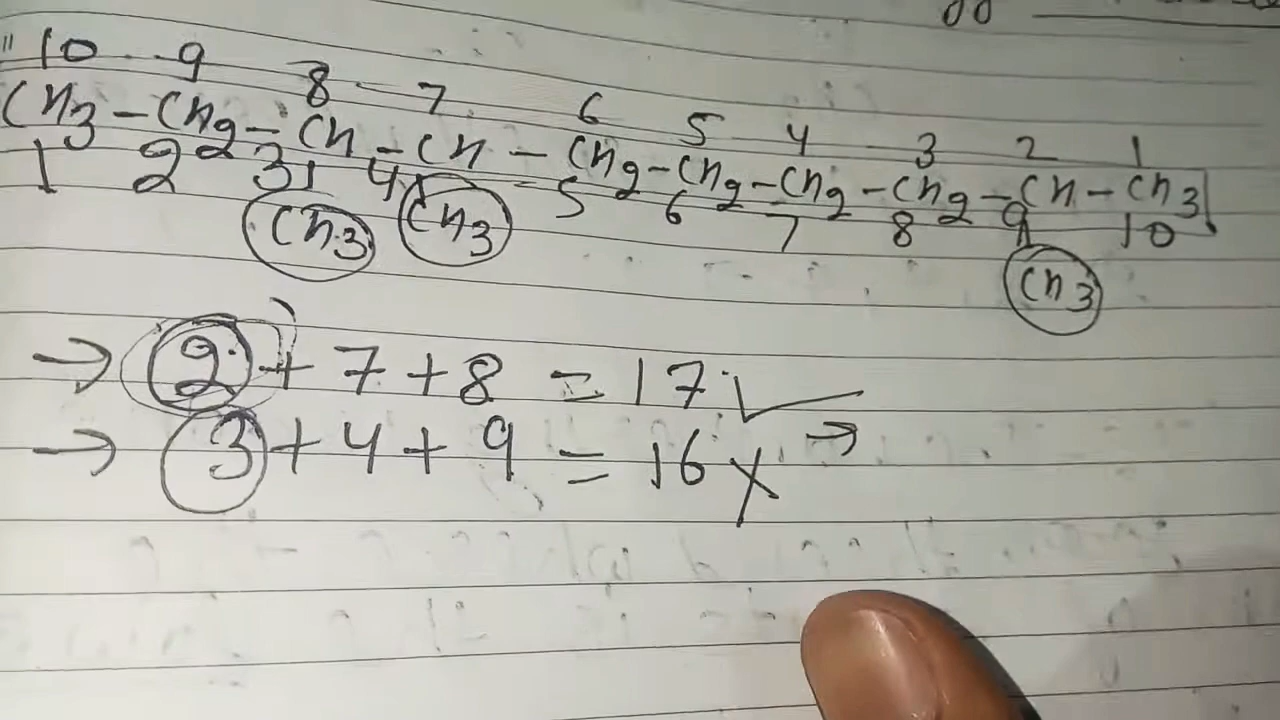 10 9 8 7 6 5 4 3 2 1
CH3 - CH2 - CH - CH - CH2 - CH2 - CH2 - CH2 - CH - CH3
1 2 3 4 5 6 7 8 9 10
CH3 CH3 CH3
→ 2 + 7 + 8 = 17 ✓
→ 3 + 4 + 9 = 16 X →